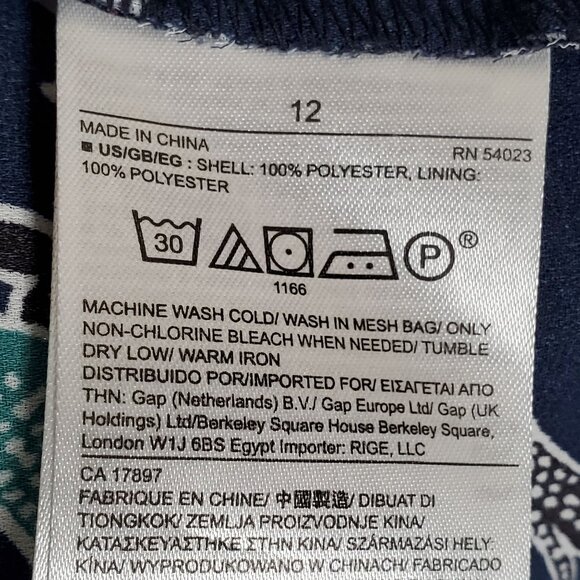 12
MADE IN CHINA RN 54023
US/GB/EG : SHELL: 100% POLYESTER, LINING:
100% POLYESTER
30 P ®
1166
MACHINE WASH COLD/ WASH IN MESH BAG/ ONLY
NON-CHLORINE BLEACH WHEN NEEDED/ TUMBLE
DRY LOW/ WARM IRON
DISTRIBUIDO POR/IMPORTED FOR/ ΕΙΣΑΓΕΤΑΙ ΑΠΟ
ΤΗΝ: Gap (Netherlands) B.V./ Gap Europe Ltd/ Gap (UK
Holdings) Ltd/Berkeley Square House Berkeley Square,
London W1J 6BS Egypt Importer: RIGE, LLC
CA 17897
FABRIQUE EN CHINE/ 中國製造/ DIBUAT DI
TIONGKOK/ ZEMLJA PROIZVODNJE KINA/
ΚΑΤΑΣΚΕΥΑΣΤΗΚΕ ΣΤΗΝ ΚΙΝΑ/ SZÁRMAZÁSI HELY:
KÍNA/ WYPRODUKOWANO W CHINACH/ FABRICADO